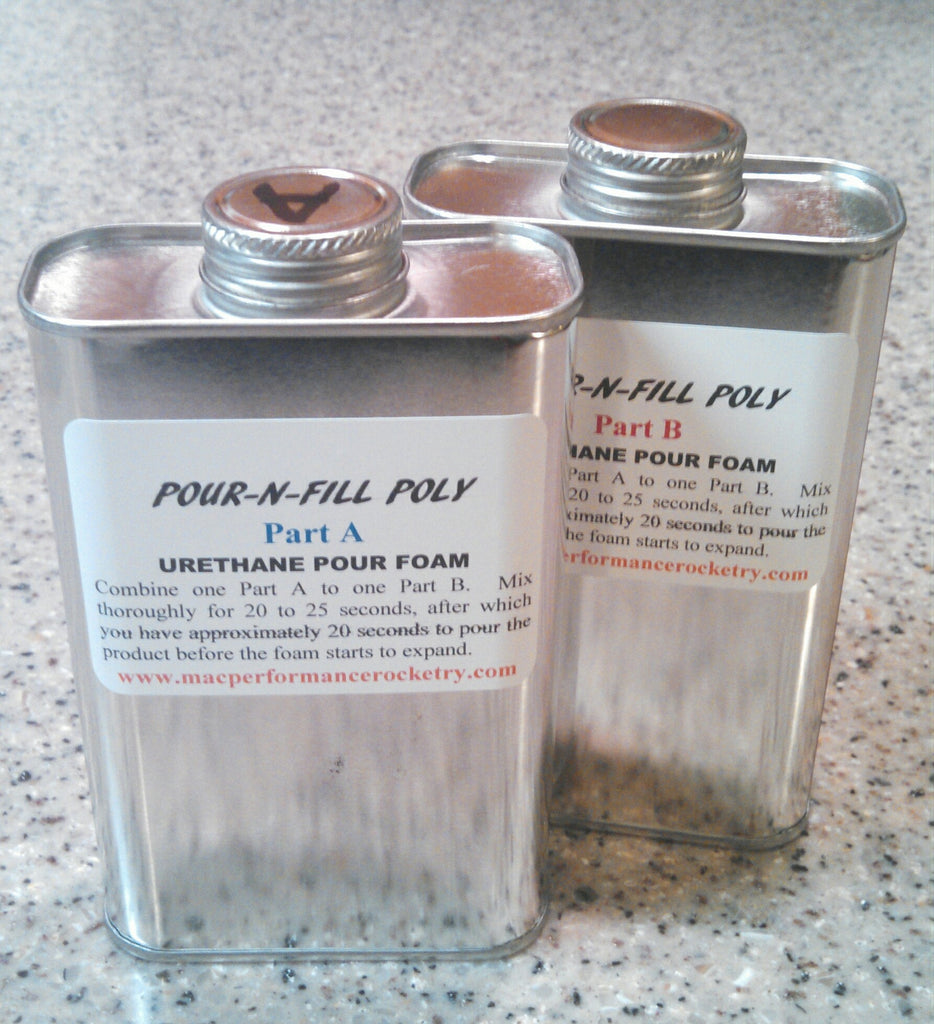 A
POUR-N-FILL POLY
Part A
URETHANE POUR FOAM
Combine one Part A to one Part B. Mix
thoroughly for 20 to 25 seconds, after which
you have approximately 20 seconds to pour the
product before the foam starts to expand.
www.macperformancerocketry.com
R-N-FILL POLY
Part B
HANE POUR FOAM
Part A to one Part B. Mix
20 to 25 seconds, after which
ximately 20 seconds to pour the
he foam starts to expand.
erformancerocketry.com